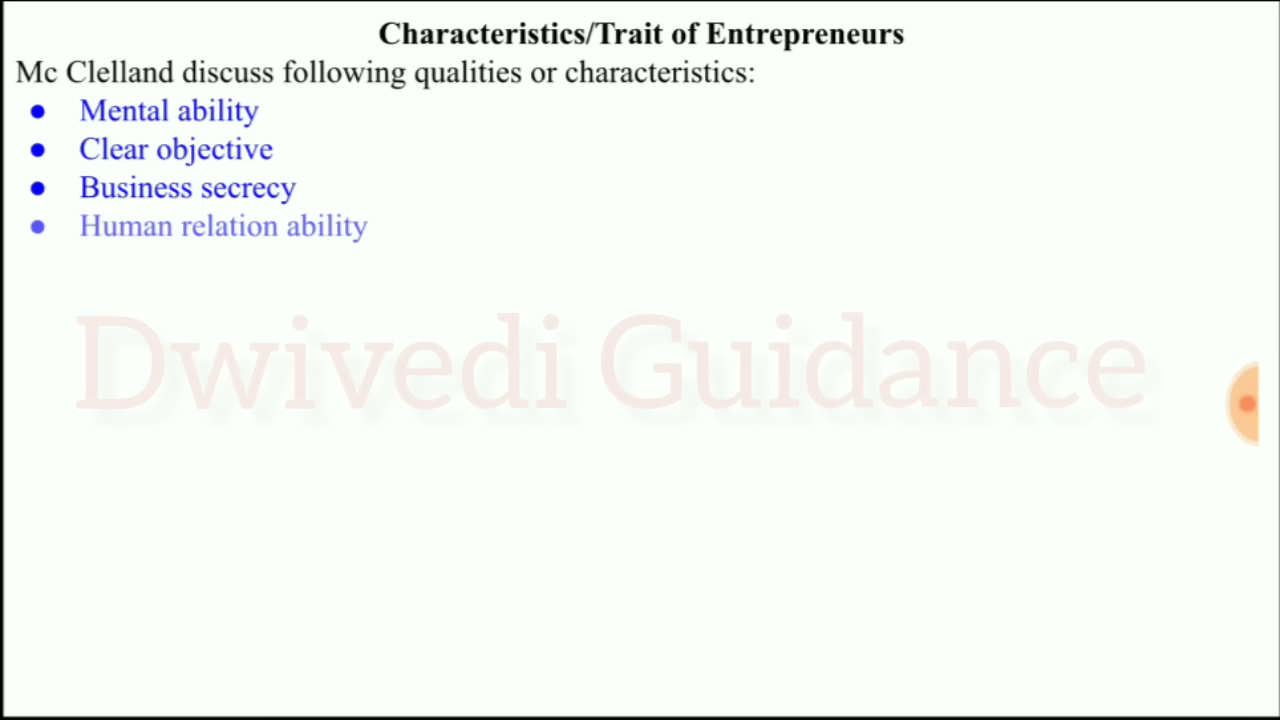 Characteristics/Trait of Entrepreneurs
Mc Clelland discuss following qualities or characteristics:
● Mental ability
● Clear objective
● Business secrecy
● Human relation ability
Dwivedi Guidance